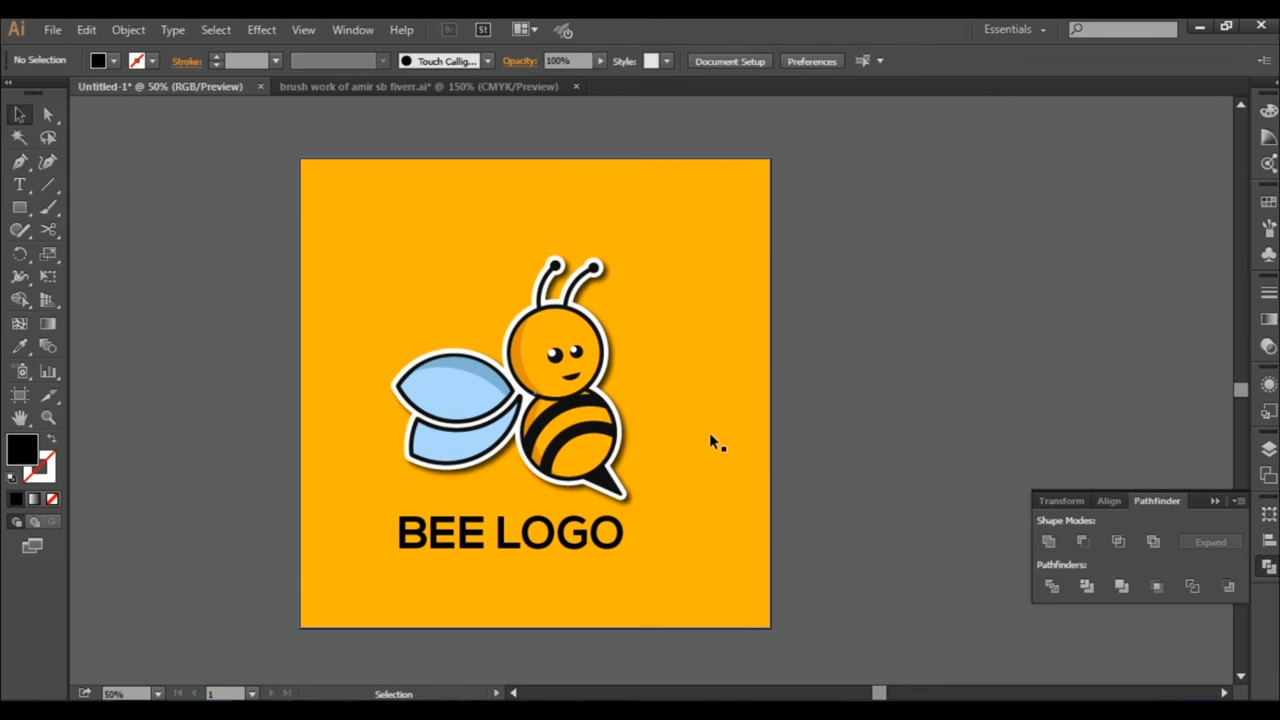 Ai File Edit Object Type Select Effect View Window Help Br St Essentials
No Selection Stroke: Touch Callig... Opacity: 100% Style: Document Setup Preferences
Untitled-1* @ 50% (RGB/Preview) × brush work of amir sb fiverr.ai* @ 150% (CMYK/Preview) ×
BEE LOGO
Transform Align Pathfinder
Shape Modes:
Expand
Pathfinders:
50% 1 Selection